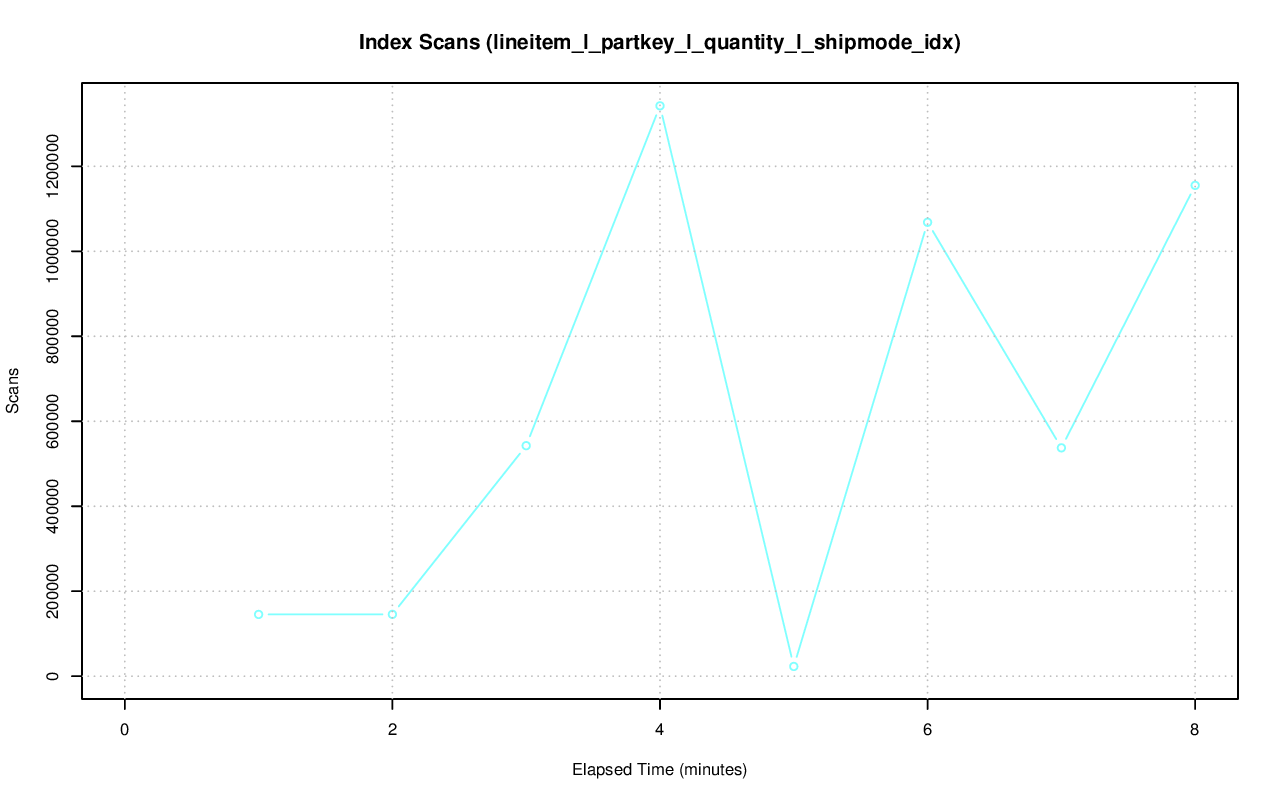 Index Scans (lineitem_l_partkey_l_quantity_l_shipmode_idx)
1200000
1000000
800000
600000
400000
200000
0
Scans
0 2 4 6 8
Elapsed Time (minutes)